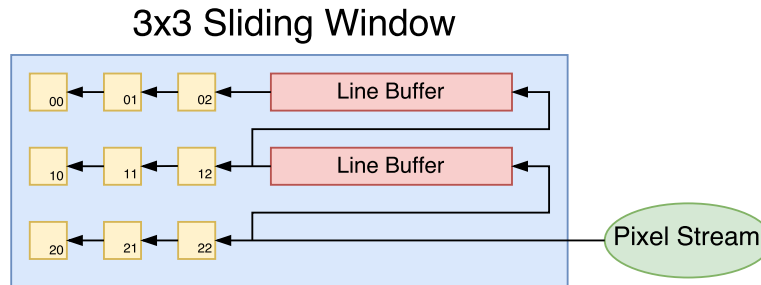 3x3 Sliding Window
00 01 02 Line Buffer
10 11 12 Line Buffer
20 21 22 Pixel Stream